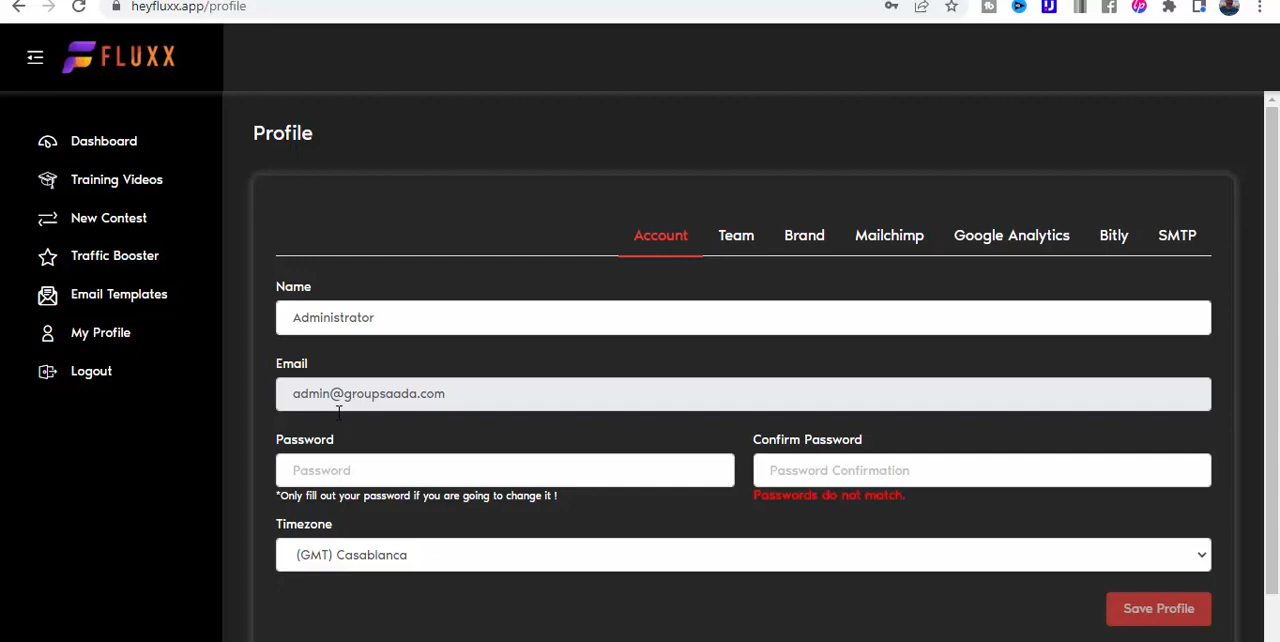 heyfluxx.app/profile
FLUXX
Dashboard
Training Videos
New Contest
Traffic Booster
Email Templates
My Profile
Logout
Profile
Account Team Brand Mailchimp Google Analytics Bitly SMTP
Name
Administrator
Email
admin@groupsaada.com
Password Confirm Password
Password Password Confirmation
*Only fill out your password if you are going to change it ! Passwords do not match.
Timezone
(GMT) Casablanca
Save Profile